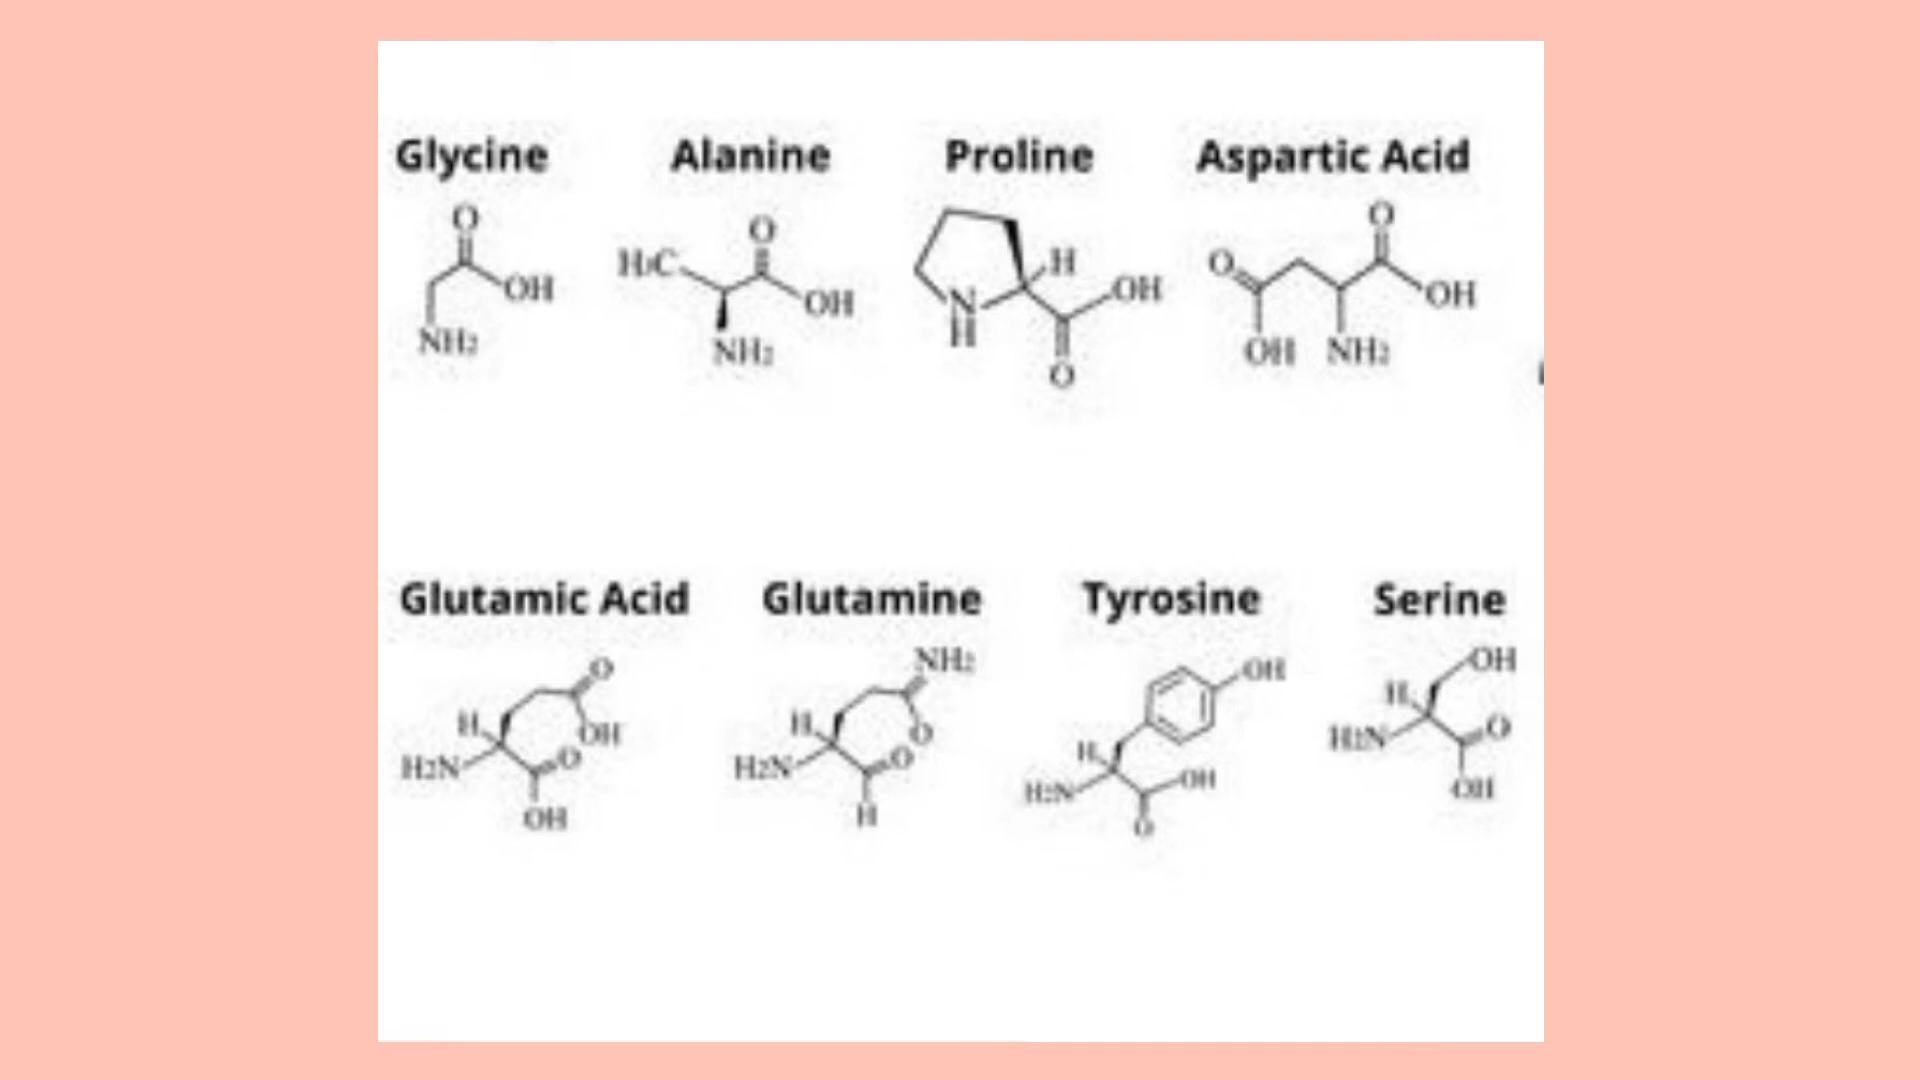 Glycine Alanine Proline Aspartic Acid
O
OH
NH2
H3C
O
OH
NH2
H
OH
N
H
O
O
O
OH
OH NH2
Glutamic Acid Glutamine Tyrosine Serine
O
H
OH
H2N
O
OH
NH2
H
O
H2N
O
H
OH
H
H2N
OH
O
OH
H
H2N
O
OH